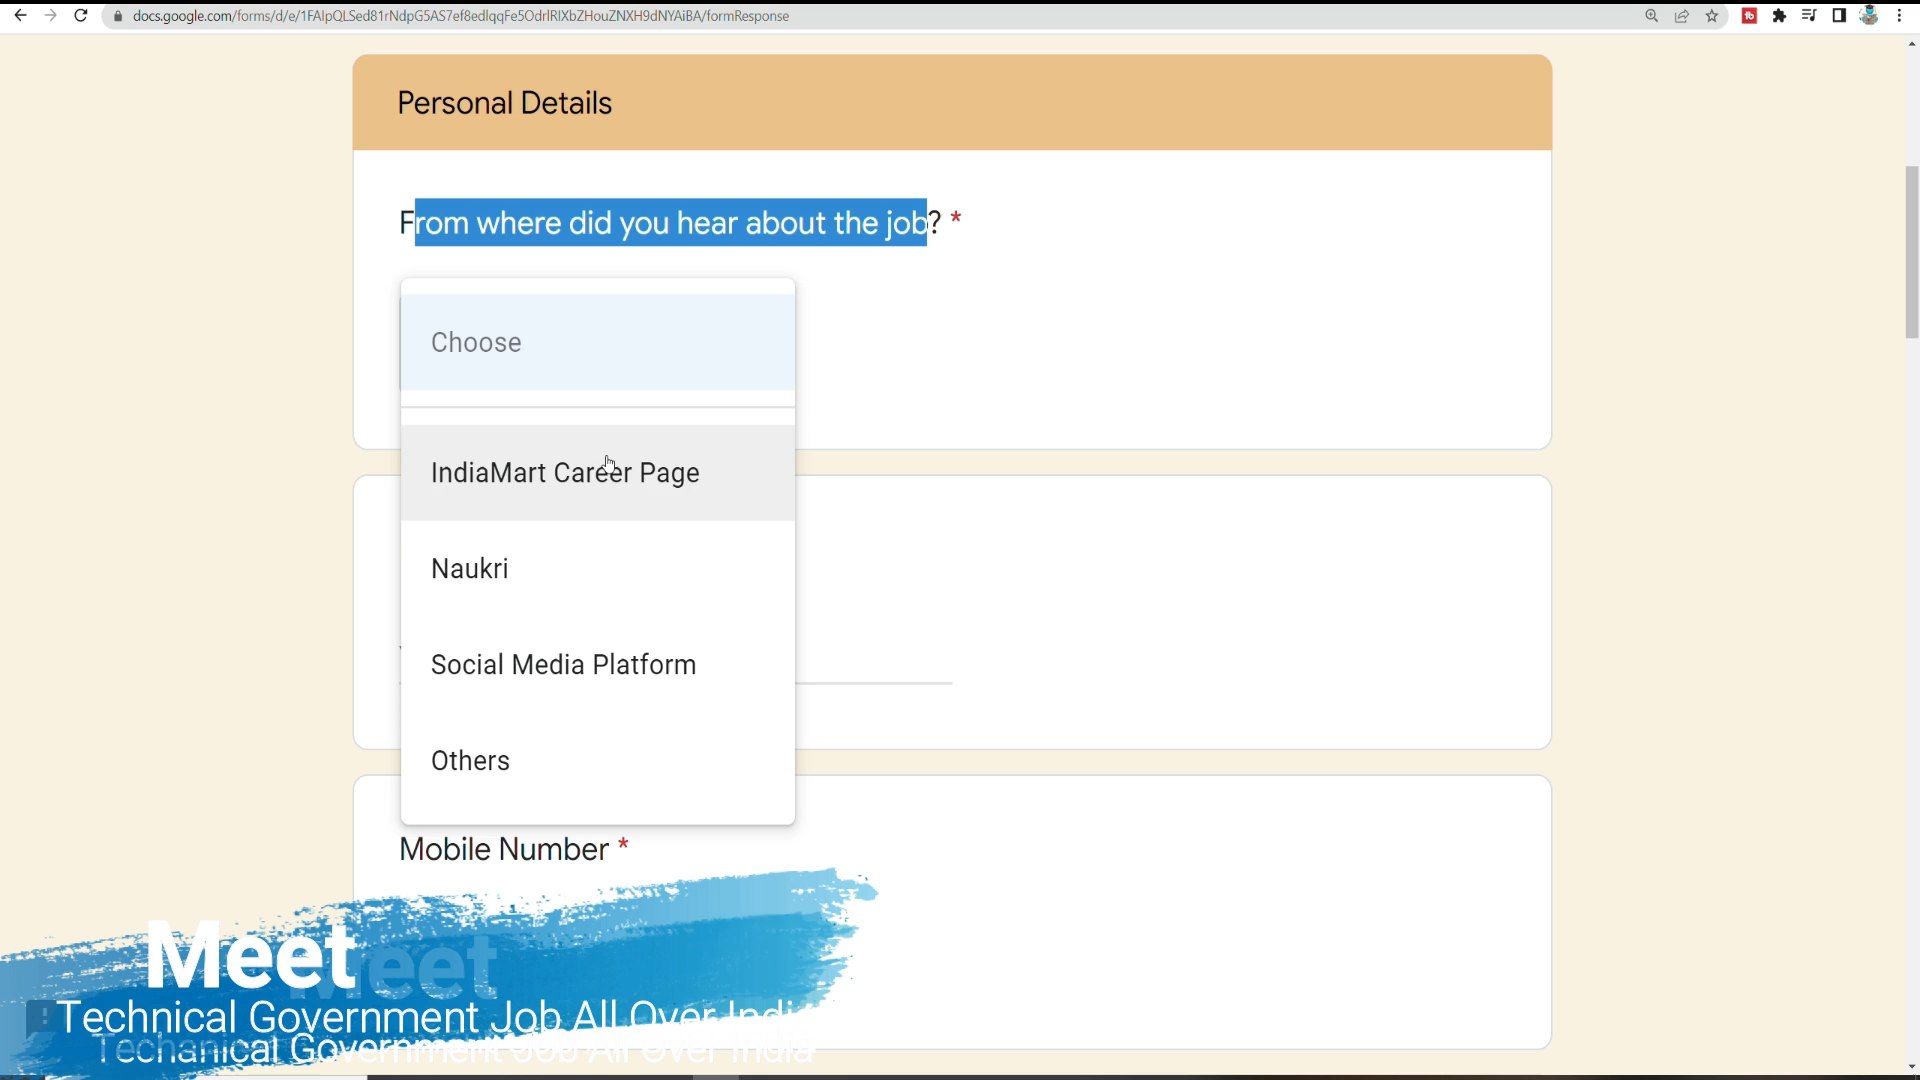 docs.google.com/forms/d/e/1FAIpQLSed81rNdpG5AS7ef8edlqqFe5OdrlRIXbZHouZNXH9dNYAiBA/formResponse
Personal Details
From where did you hear about the job? *
Choose
IndiaMart Career Page
Naukri
Social Media Platform
Others
Mobile Number *
Meet
eet
Technical Government Job All Over Indi
Techanical Government Job All Over India